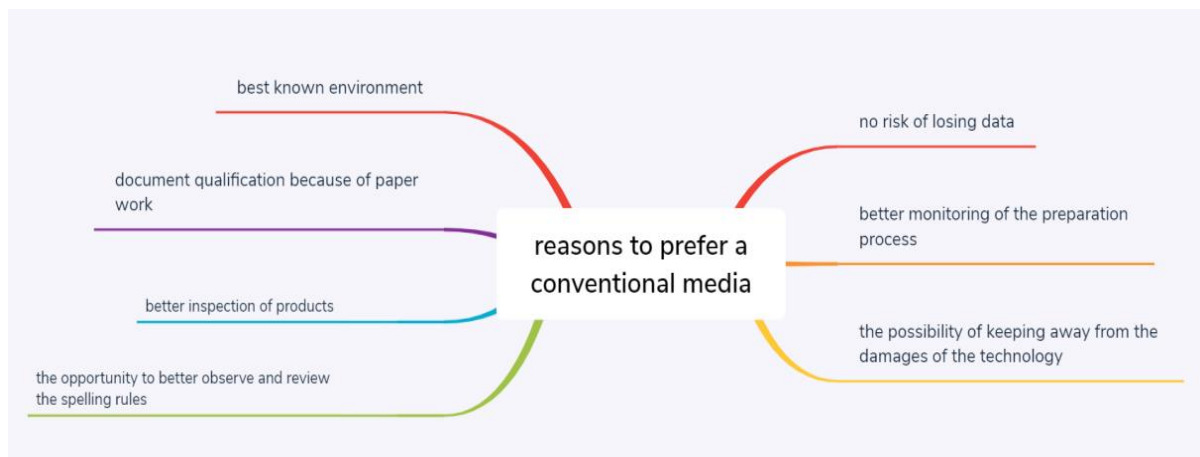 best known environment
document qualification because of paper
work
better inspection of products
the opportunity to better observe and review
the spelling rules
reasons to prefer a
conventional media
no risk of losing data
better monitoring of the preparation
process
the possibility of keeping away from the
damages of the technology